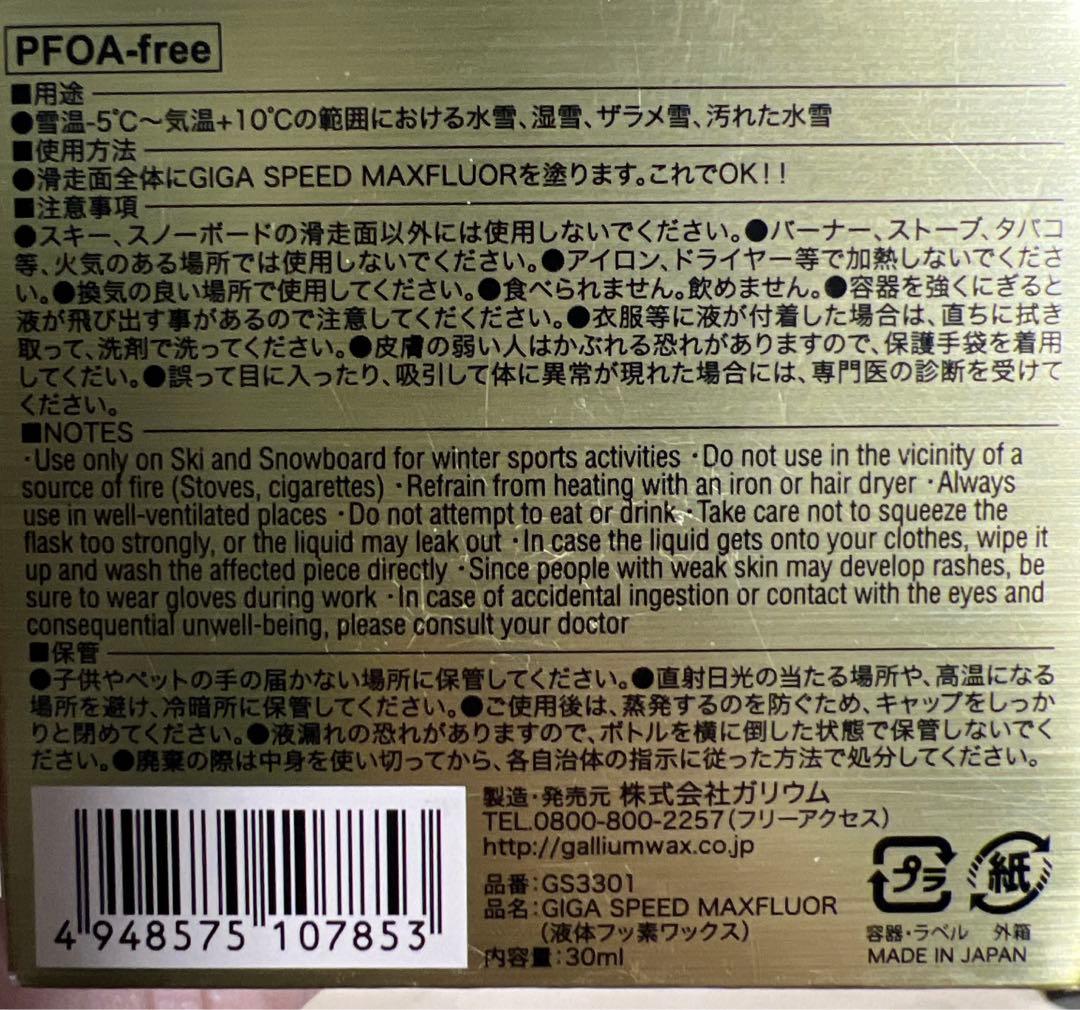 PFOA-free
■用途
●雪温-5℃～気温+10℃の範囲における水雪、湿雪、ザラメ雪、汚れた水雪
■使用方法
●滑走面全体にGIGA SPEED MAXFLUORを塗ります。これでOK!!
■注意事項
●スキー、スノーボードの滑走面以外には使用しないでください。●バーナー、ストーブ、タバコ
等、火気のある場所では使用しないでください。●アイロン、ドライヤー等で加熱しないでくださ
い。●換気の良い場所で使用してください。●食べられません。飲めません。●容器を強くにぎると
液が飛び出す事があるので注意してくだください。●衣服等に液が付着した場合は、直ちに拭き
取って、洗剤で洗ってください。●皮膚の弱い人はかぶれる恐れがありますので、保護手袋を着用
してくだい。●誤って目に入ったり、吸引して体に異常が現れた場合には、専門医の診断を受けて
ください。
■NOTES
・Use only on Ski and Snowboard for winter sports activities ・Do not use in the vicinity of a
source of fire (Stoves, cigarettes) ・Refrain from heating with an iron or hair dryer ・Always
use in well-ventilated places ・Do not attempt to eat or drink ・Take care not to squeeze the
flask too strongly, or the liquid may leak out ・In case the liquid gets onto your clothes, wipe it
up and wash the affected piece directly ・Since people with weak skin may develop rashes, be
sure to wear gloves during work ・In case of accidental ingestion or contact with the eyes and
consequential unwell-being, please consult your doctor
■保管
●子供やペットの手の届かない場所に保管してください。●直射日光の当たる場所や、高温になる
場所を避け、冷暗所に保管してください。●ご使用後は、蒸発するのを防ぐため、キャップをしっか
りと閉めてください。●液漏れの恐れがありますので、ボトルを横に倒した状態で保管しないでく
ださい。●廃棄の際は中身を使い切ってから、各自治体の指示に従った方法で処分してください。
製造・発売元 株式会社ガリウム
TEL.0800-800-2257(フリーアクセス)
http://galliumwax.co.jp
品番:GS3301
品名:GIGA SPEED MAXFLUOR
(液体フッ素ワックス)
内容量:30ml
4 948575 107853
プラ 紙
容器・ラベル 外箱
MADE IN JAPAN